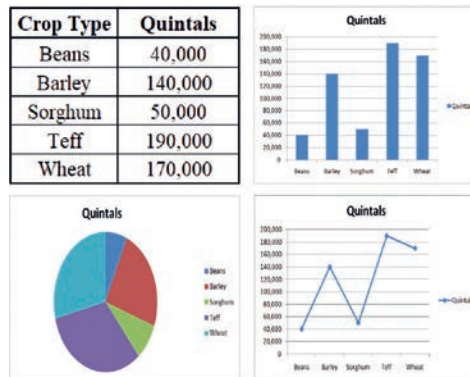 Crop Type Quintals
Beans 40,000
Barley 140,000
Sorghum 50,000
Teff 190,000
Wheat 170,000
Quintals
200,000
180,000
160,000
140,000
120,000
100,000
80,000
60,000
40,000
20,000
0
Beans Barley Sorghum Teff Wheat
Quintal
Quintals
Beans
Barley
Sorghum
Teff
Wheat
Quintals
200,000
180,000
160,000
140,000
120,000
100,000
80,000
60,000
40,000
20,000
0
Beans Barley Sorghum Teff Wheat
Quintal